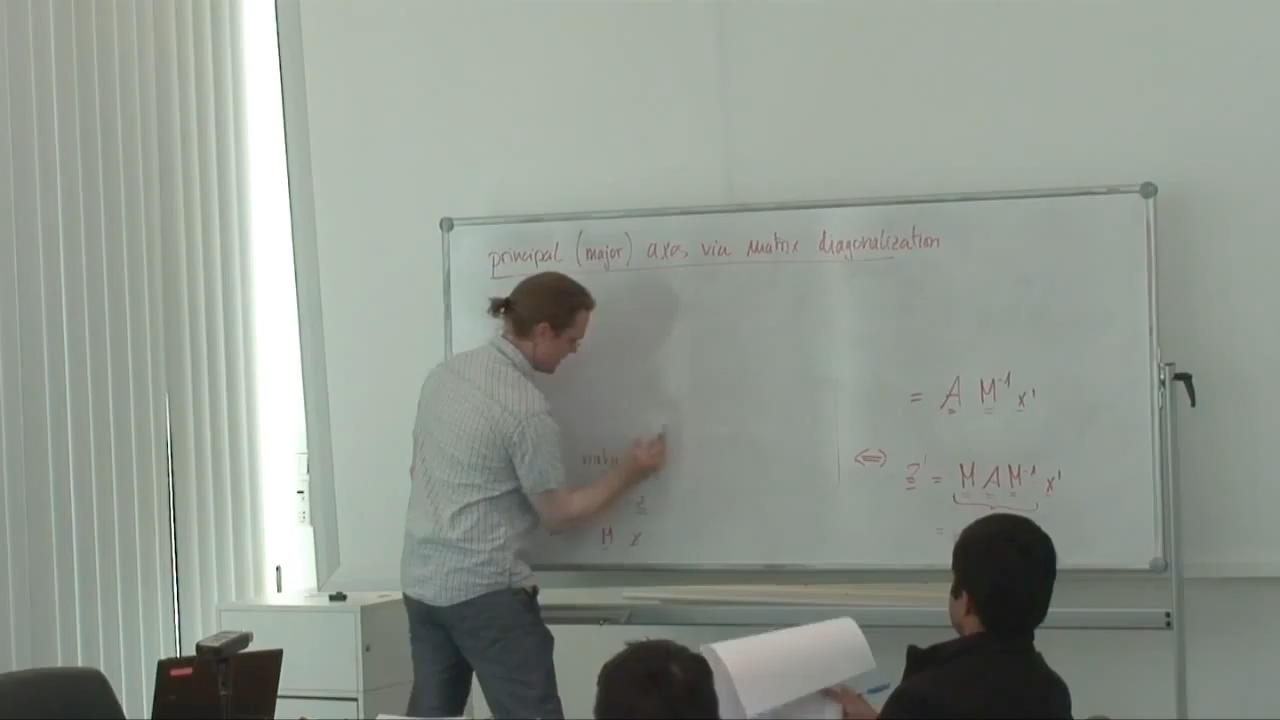 principal (major) axes via matrix diagonalization
= A M⁻¹ x'
⇔ z' = M A M⁻¹ x'
z
M x
=